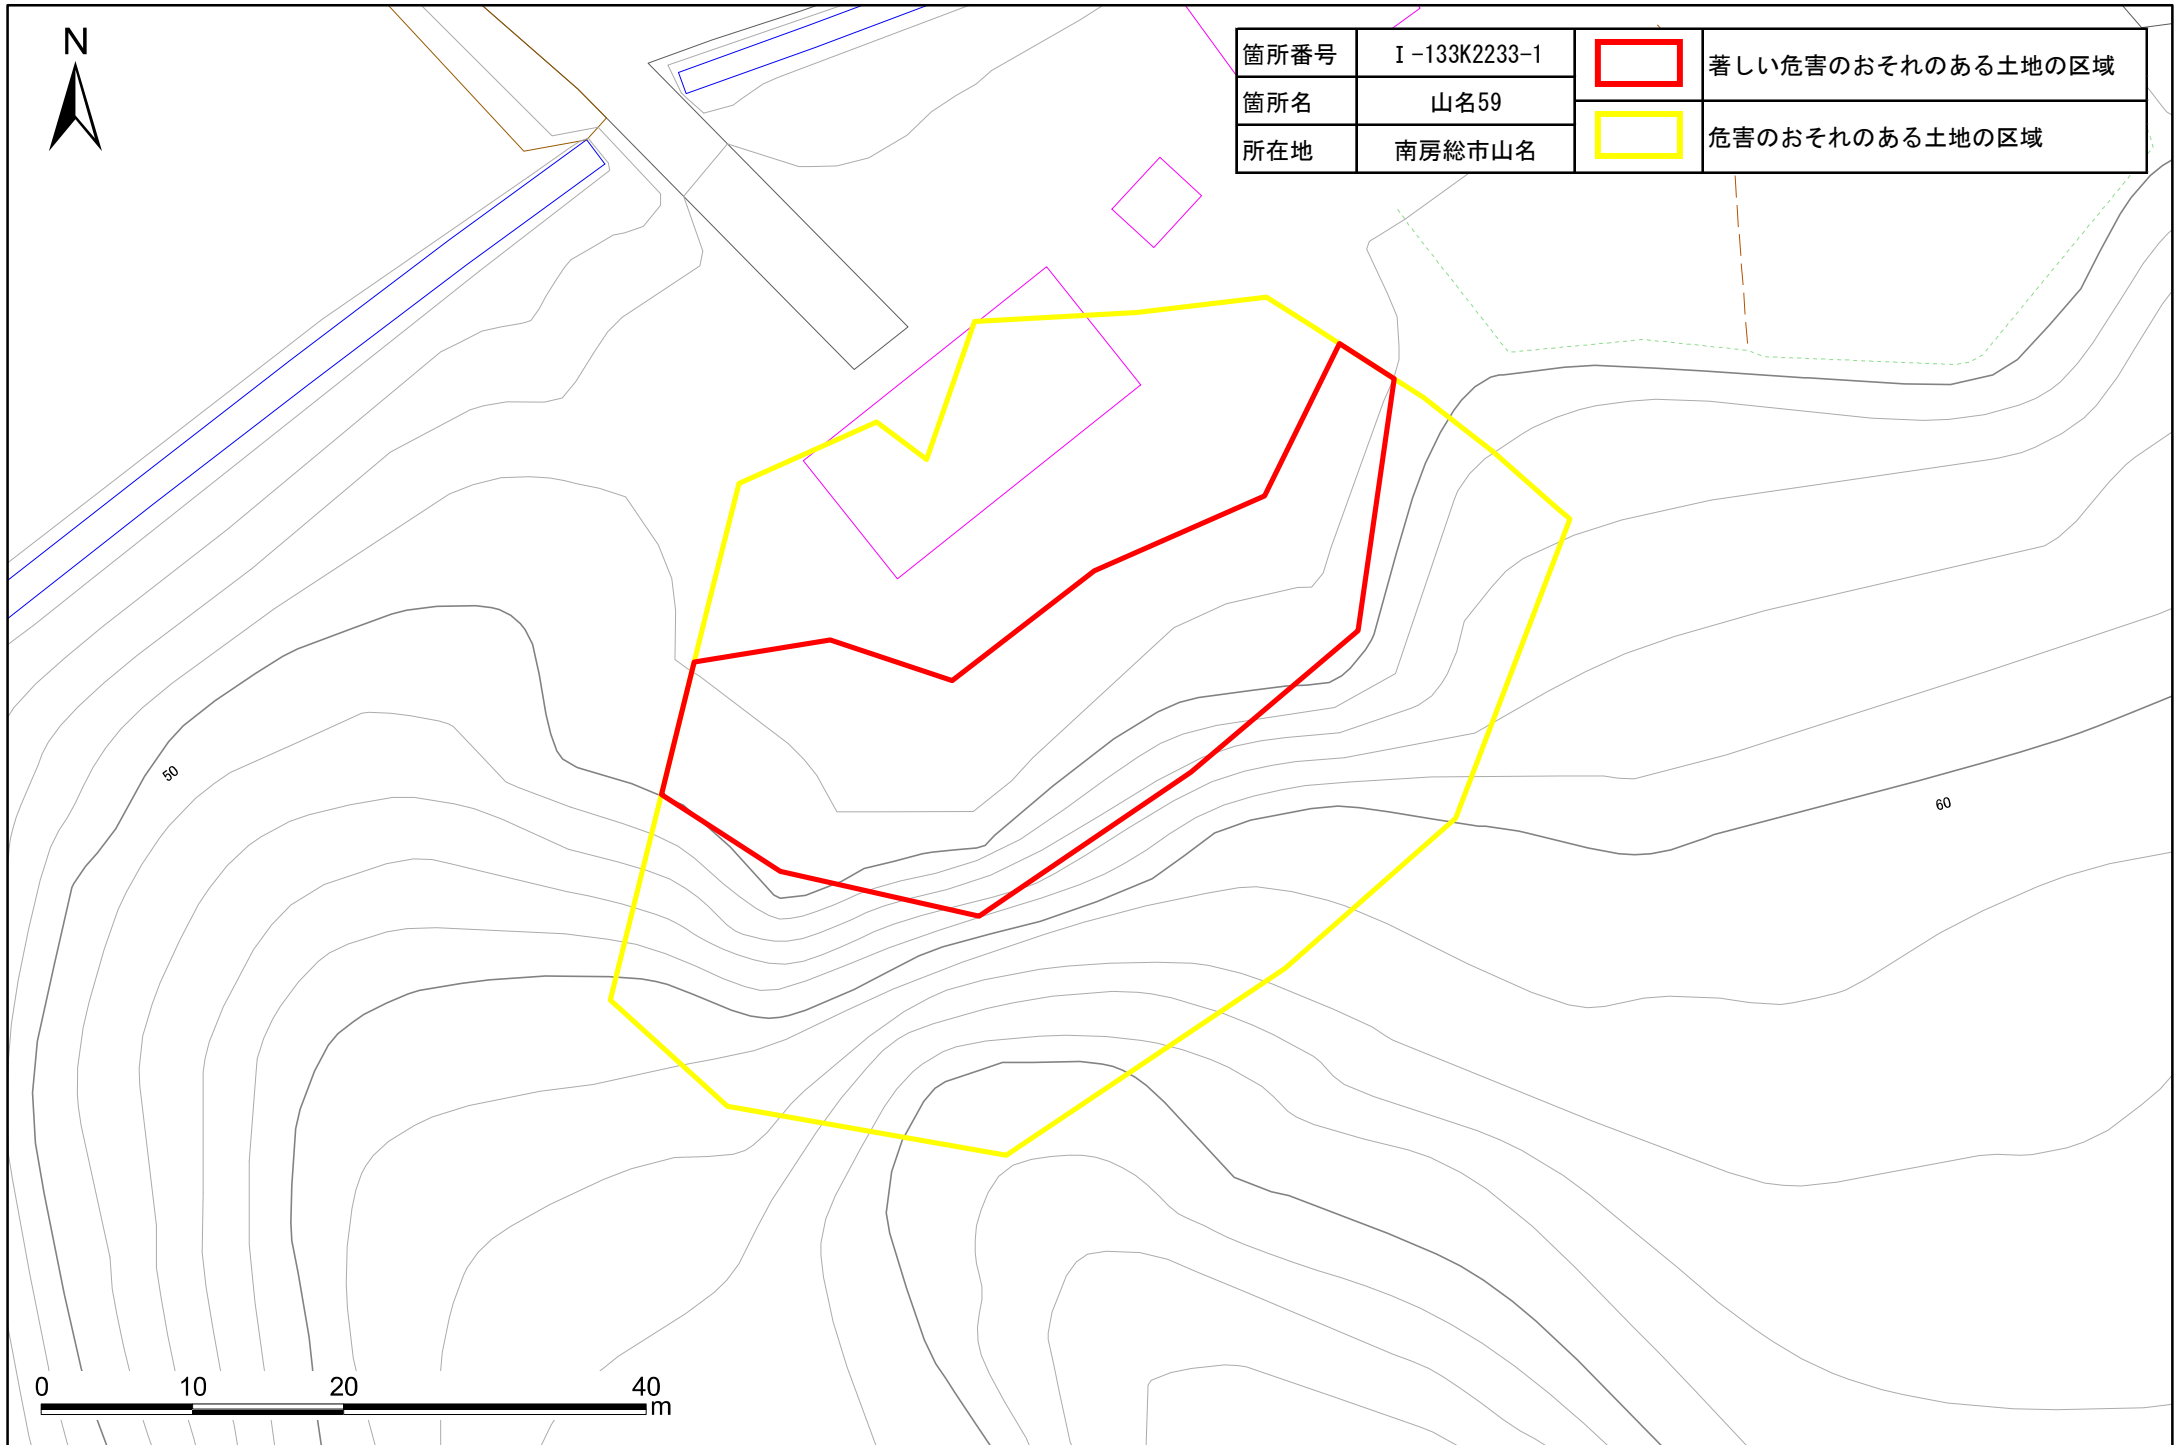 N
箇所番号 Ⅰ-133K2233-1
箇所名 山名59
所在地 南房総市山名
著しい危害のおそれのある土地の区域
危害のおそれのある土地の区域
50
60
0 10 20 40
m